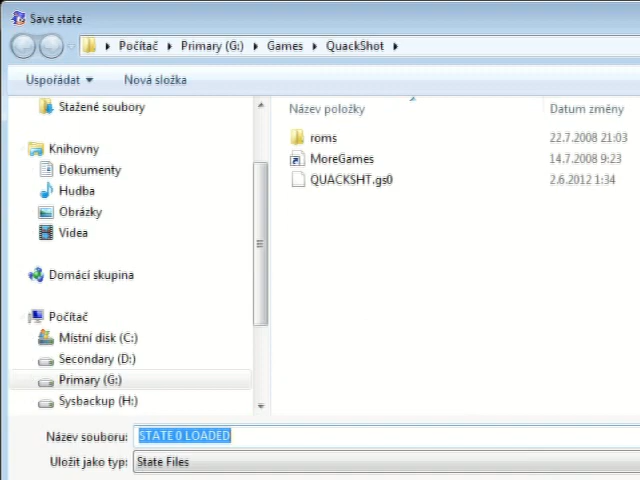 Save state
Počítač Primary (G:) Games QuackShot
Uspořádat Nová složka
Stažené soubory
Knihovny
Dokumenty
Hudba
Obrázky
Videa
Domácí skupina
Počítač
Místní disk (C:)
Secondary (D:)
Primary (G:)
Sysbackup (H:)
Název položky Datum změny
roms 22.7.2008 21:03
MoreGames 14.7.2008 9:23
QUACKSHT.gs0 2.6.2012 1:34
Název souboru: STATE 0 LOADED
Uložit jako typ: State Files